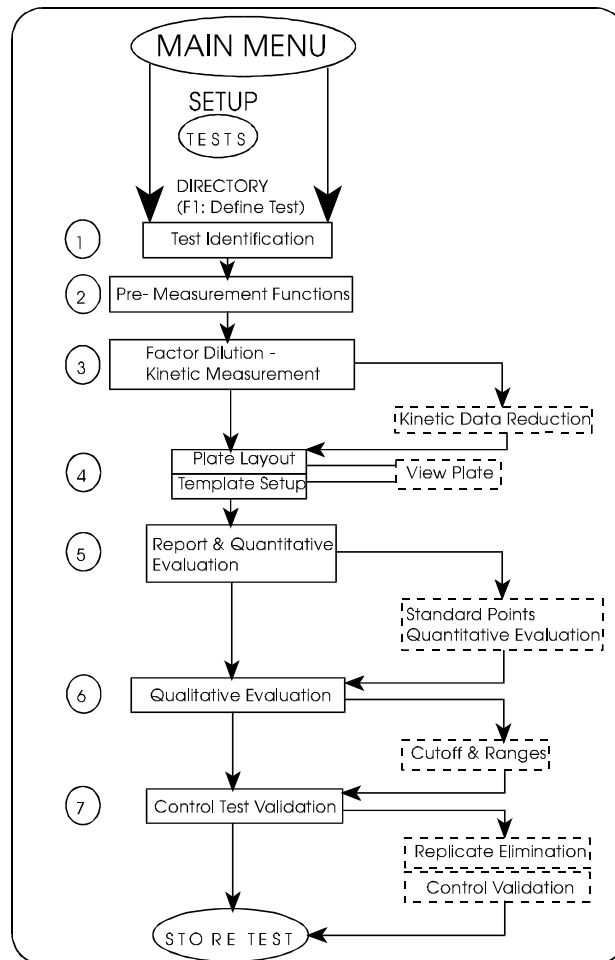 MAIN MENU
SETUP
TESTS
DIRECTORY
(F1: Define Test)
1
Test Identification
2
Pre- Measurement Functions
3
Factor Dilution -
Kinetic Measurement
Kinetic Data Reduction
4
Plate Layout
Template Setup
View Plate
5
Report & Quantitative
Evaluation
Standard Points
Quantitative Evaluation
6
Qualitative Evaluation
Cutoff & Ranges
7
Control Test Validation
Replicate Elimination
Control Validation
STORE TEST